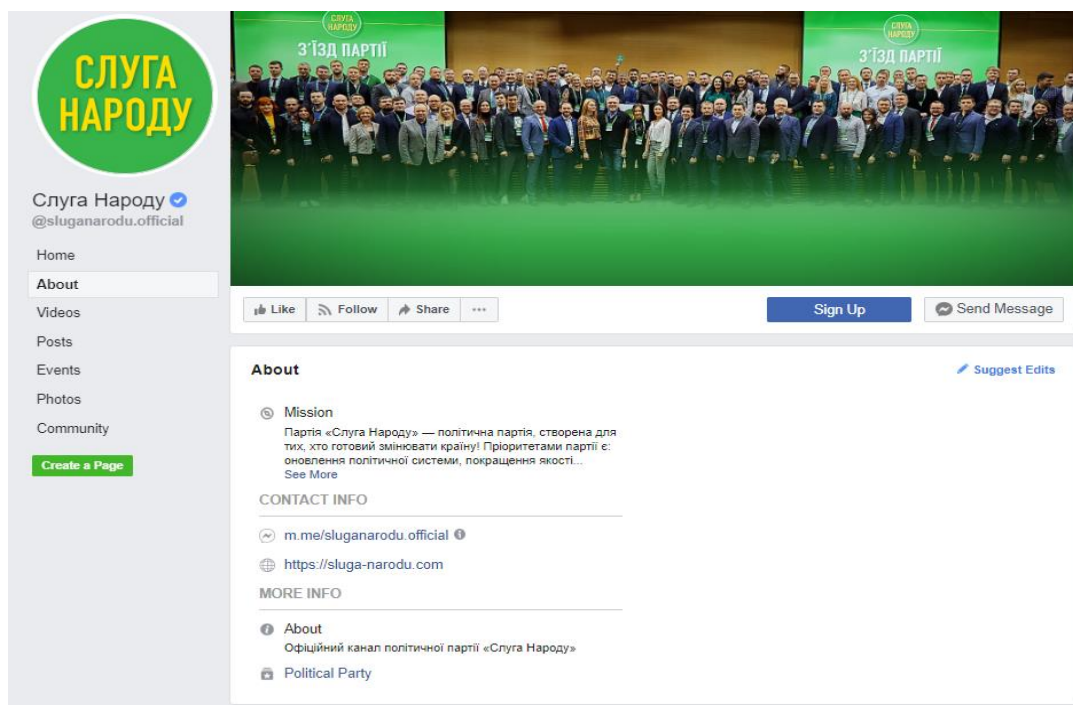 СЛУГА
НАРОДУ
Слуга Народу
@sluganarodu.official
Home
About
Videos
Posts
Events
Photos
Community
Create a Page
СЛУГА
НАРОДУ
З'ЇЗД ПАРТІЇ
СЛУГА
НАРОДУ
З'ЇЗД ПАРТІЇ
Like Follow Share ...
Sign Up Send Message
About Suggest Edits
Mission
Партія «Слуга Народу» — політична партія, створена для
тих, хто готовий змінювати країну! Пріоритетами партії є:
оновлення політичної системи, покращення якості...
See More
CONTACT INFO
m.me/sluganarodu.official
https://sluga-narodu.com
MORE INFO
About
Офіційний канал політичної партії «Слуга Народу»
Political Party